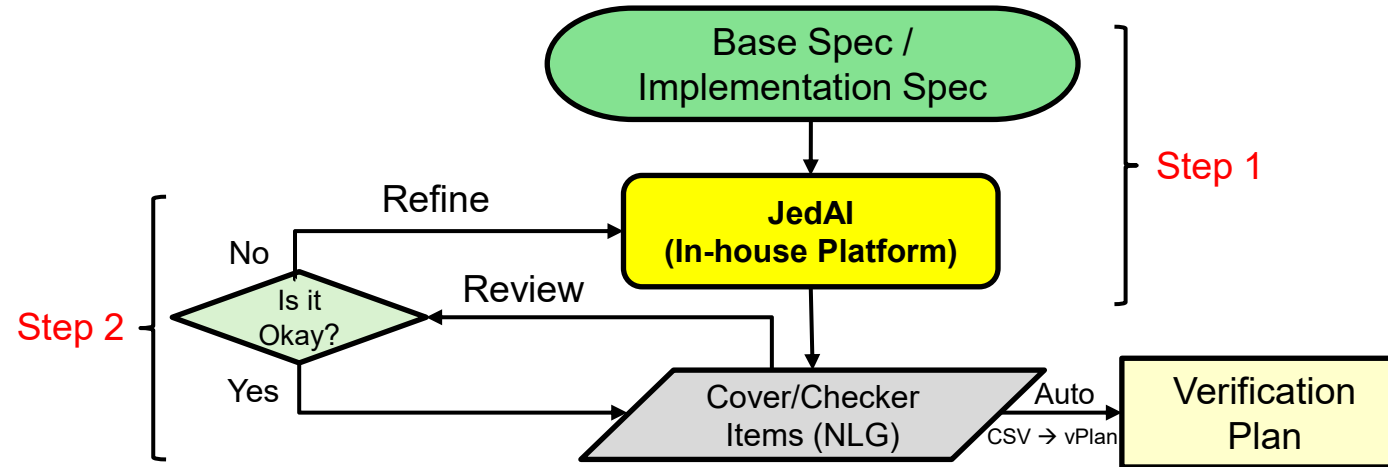 Base Spec /
Implementation Spec
Step 1
JedAI
(In-house Platform)
Refine
No
Is it
Okay?
Review
Step 2
Yes
Cover/Checker
Items (NLG)
Auto
CSV → vPlan
Verification
Plan